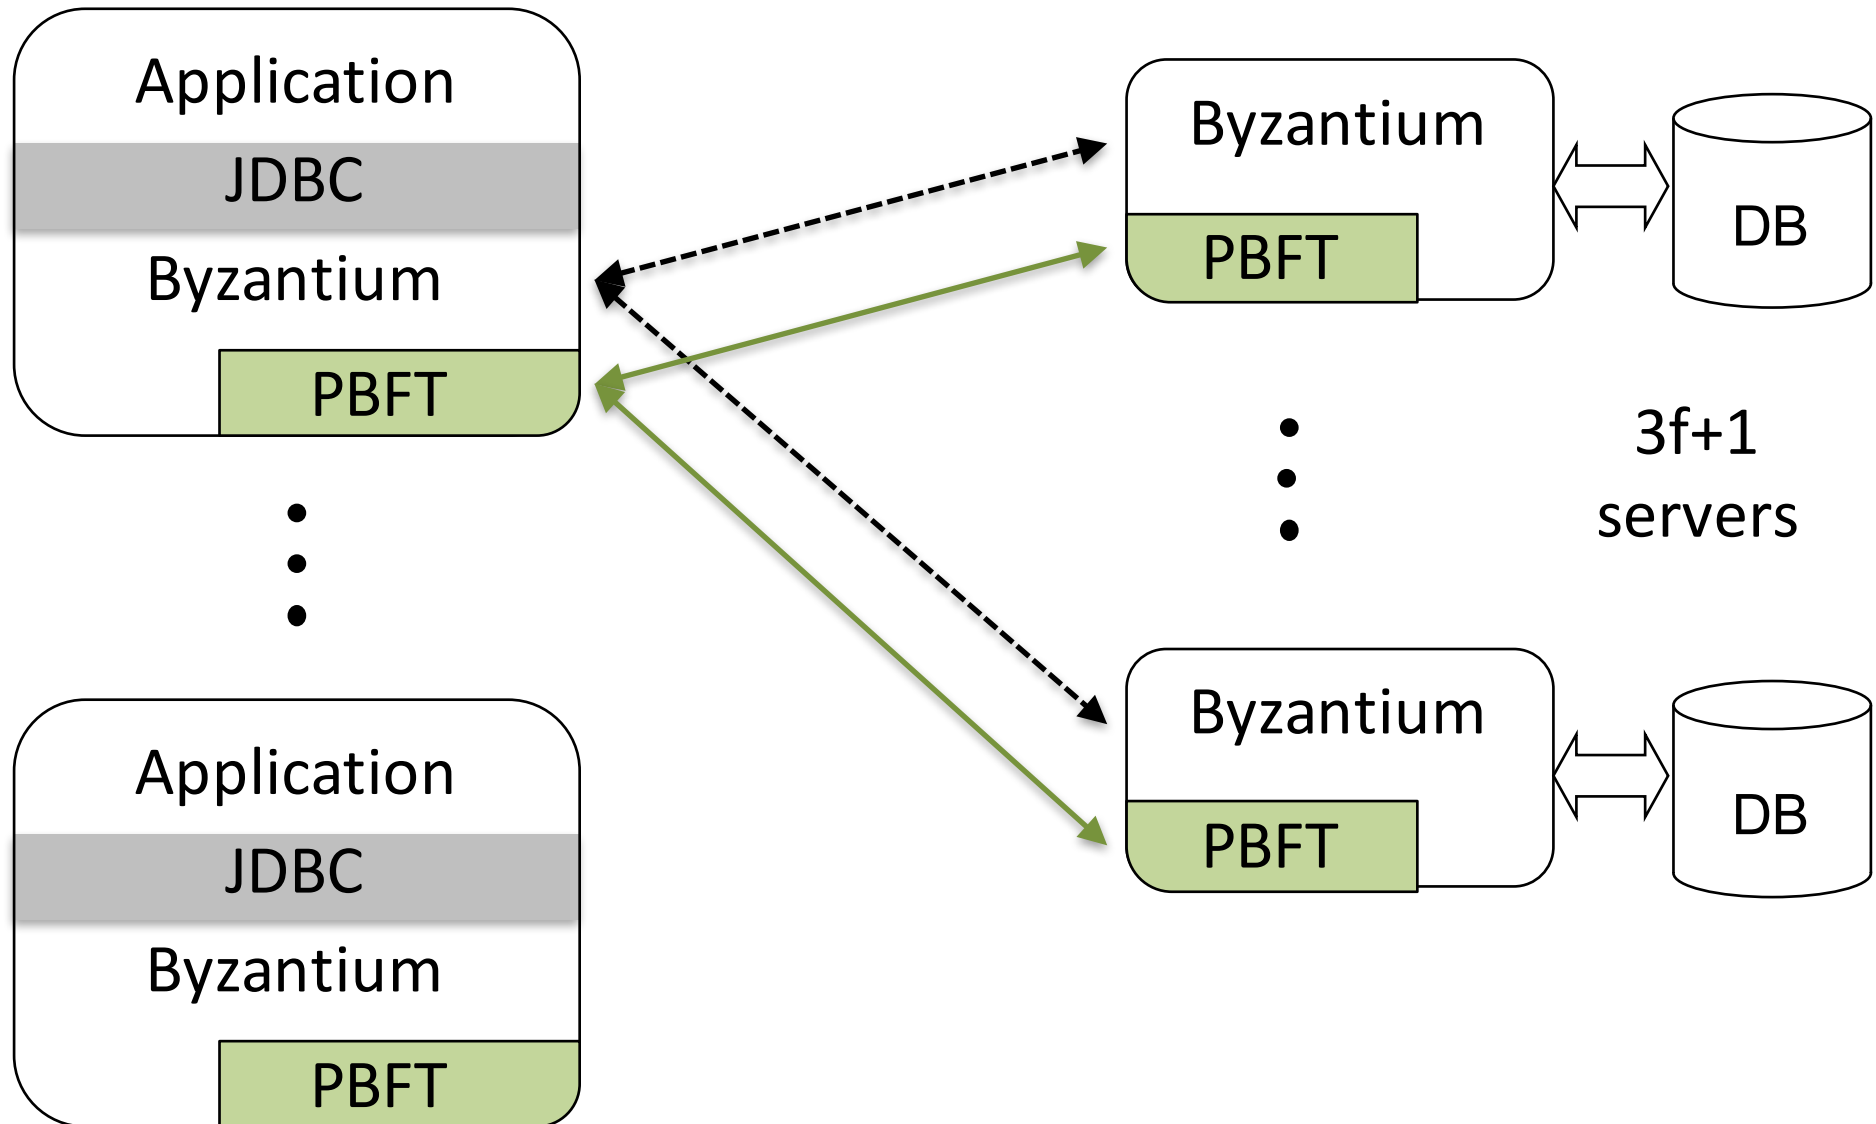 Application
JDBC
Byzantium
PBFT
Application
JDBC
Byzantium
PBFT
Byzantium
PBFT
DB
3f+1
servers
Byzantium
PBFT
DB